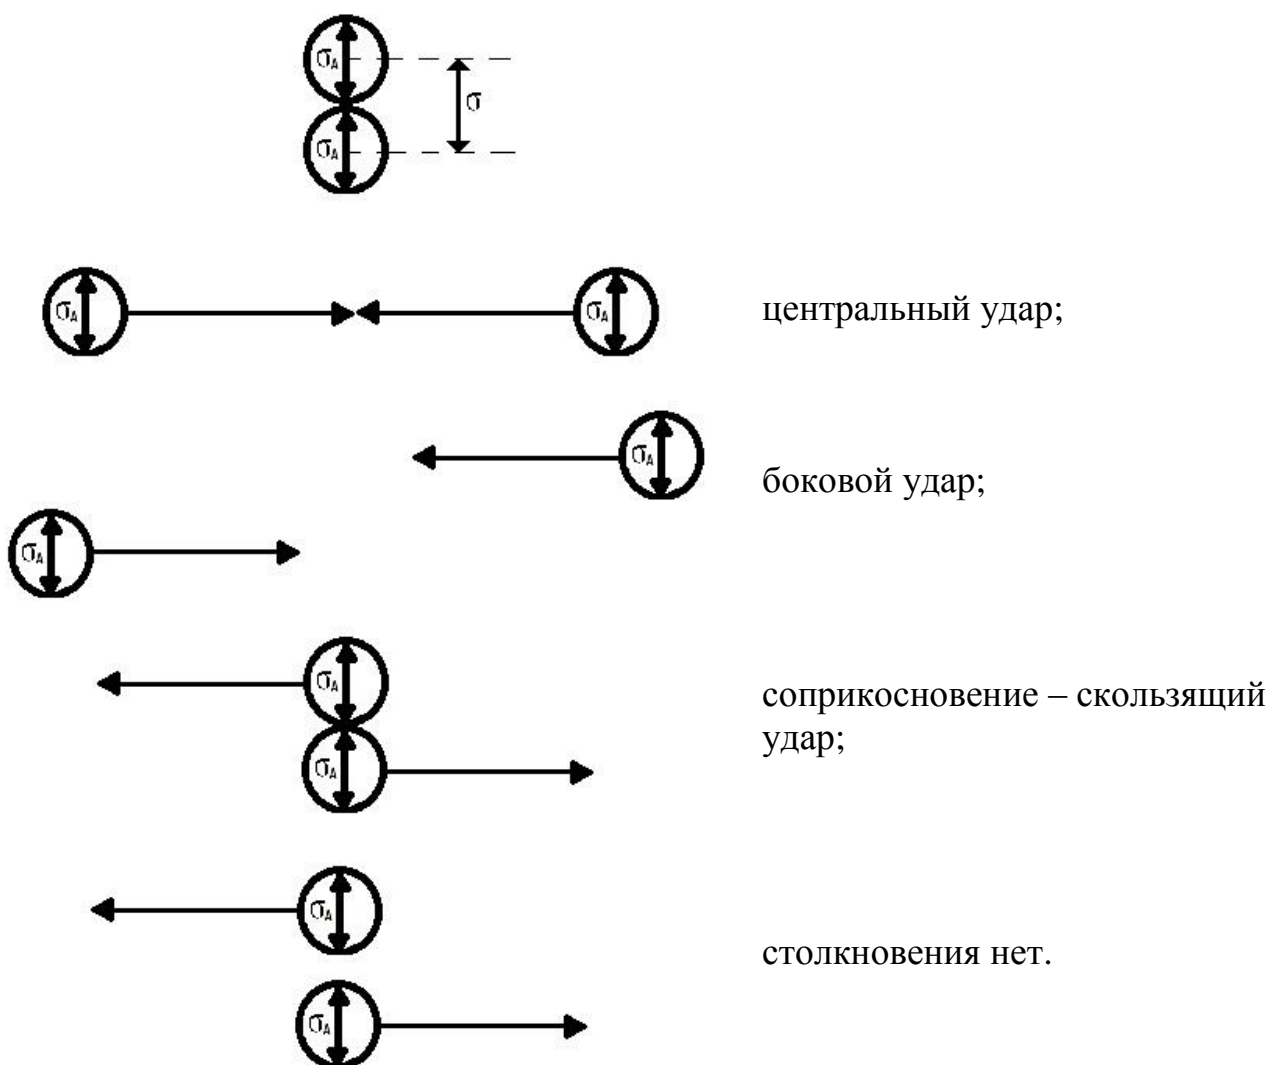 σA
σ
σA
σA
σA
центральный удар;
σA
боковой удар;
σA
σA
соприкосновение – скользящий
удар;
σA
σA
столкновения нет.
σA